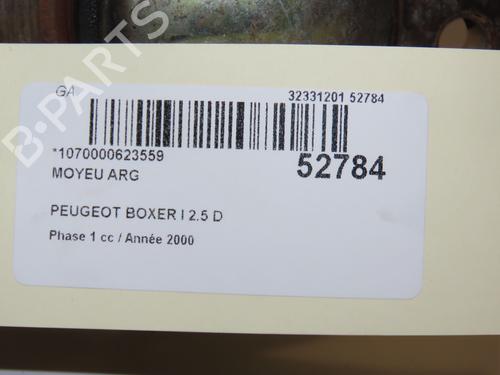 GA
32331201 52784
*1070000623559
52784
MOYEU ARG
PEUGEOT BOXER I 2.5 D
Phase 1 cc / Année 2000
B-PARTS